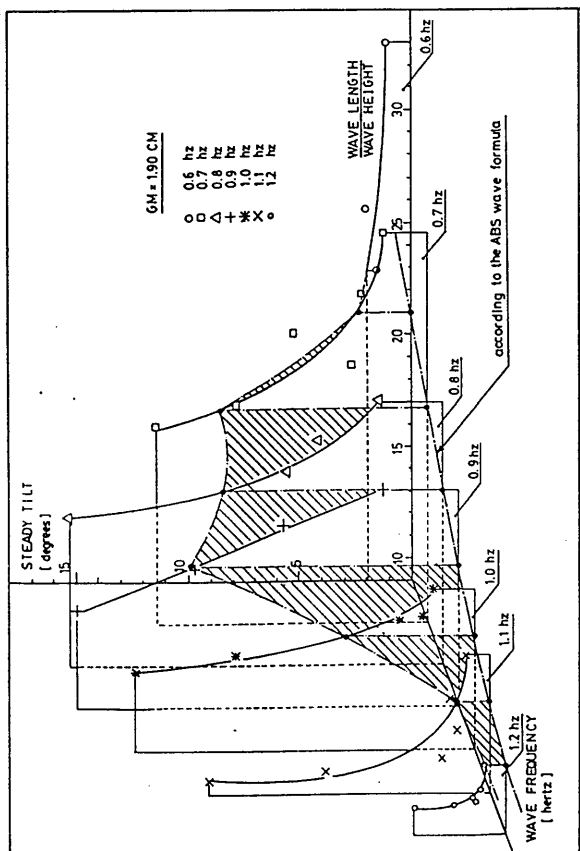 STEADY TILT
[ degrees]
15
10
5
GM = 1.90 CM
o 0.6 hz
□ 0.7 hz
△ 0.8 hz
+ 0.9 hz
✳ 1.0 hz
× 1.1 hz
o 1.2 hz
WAVE LENGTH
WAVE HEIGHT
10
15
20
25
30
0.6 hz
0.7 hz
0.8 hz
0.9 hz
1.0 hz
1.1 hz
1.2 hz
according to the ABS wave formula
WAVE FREQUENCY
[ hertz ]